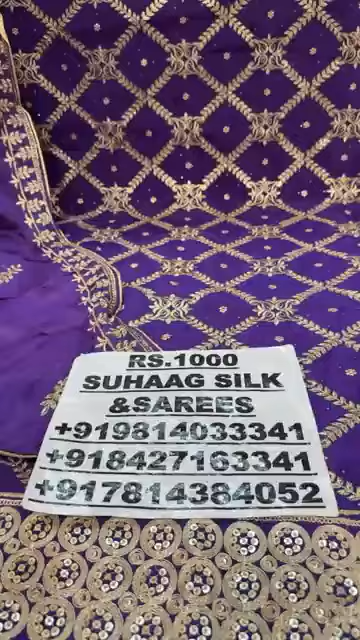 RS.1000
SUHAAG SILK
&SAREES
+919814033341
+918427163341
+917814384052